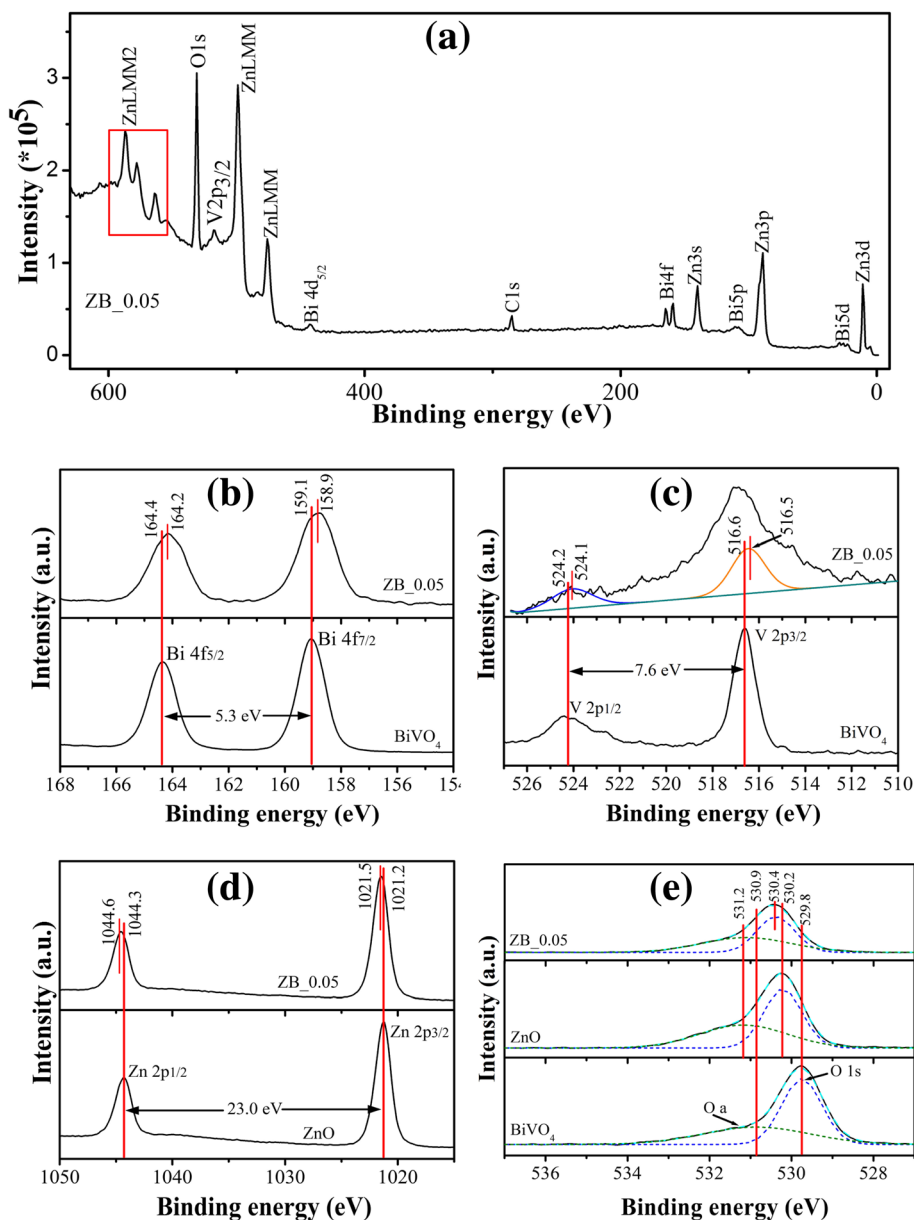 (a)
Intensity (*10⁵)
3
2
1
0
ZnLMM2
O1s
V2p3/2
ZnLMM
ZnLMM
Bi 4d5/2
C1s
Bi4f
Zn3s
Bi5p
Zn3p
Bi5d
Zn3d
ZB_0.05
600 400 200 0
Binding energy (eV)
(b)
Intensity (a.u.)
164.4
164.2
159.1
158.9
ZB_0.05
Bi 4f5/2
Bi 4f7/2
5.3 eV
BiVO4
168 166 164 162 160 158 156 154
Binding energy (eV)
(c)
Intensity (a.u.)
524.2
524.1
516.6
516.5
ZB_0.05
V 2p3/2
7.6 eV
V 2p1/2
BiVO4
526 524 522 520 518 516 514 512 510
Binding energy (eV)
(d)
Intensity (a.u.)
1044.6
1044.3
1021.5
1021.2
ZB_0.05
Zn 2p3/2
Zn 2p1/2
23.0 eV
ZnO
1050 1040 1030 1020
Binding energy (eV)
(e)
Intensity (a.u.)
531.2
530.9
530.4
530.2
529.8
ZB_0.05
ZnO
O 1s
O a
BiVO4
536 534 532 530 528
Binding energy (eV)